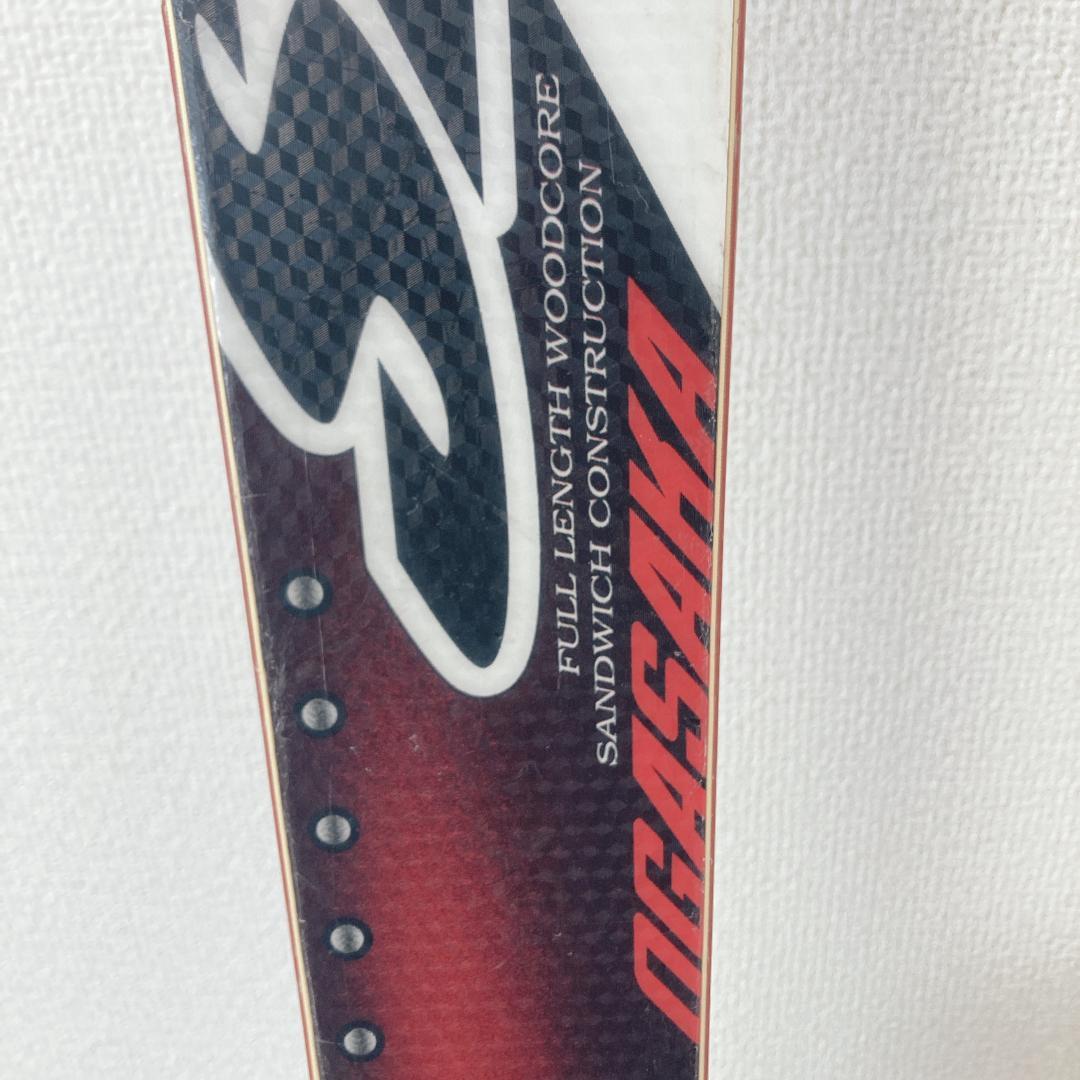 FULL LENGTH WOODCORE
SANDWICH CONSTRUCTION
OGASAKA